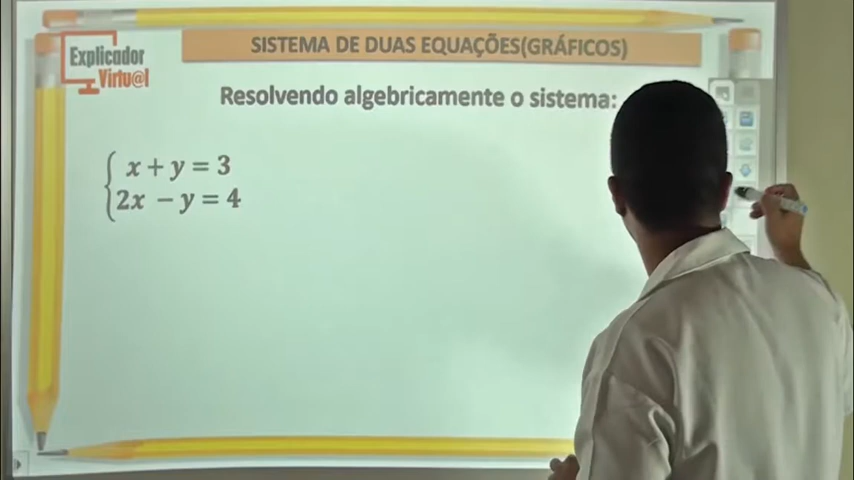 Explicador
Virtu@l
SISTEMA DE DUAS EQUAÇÕES(GRÁFICOS)
Resolvendo algebricamente o sistema:
x + y = 3
2x − y = 4